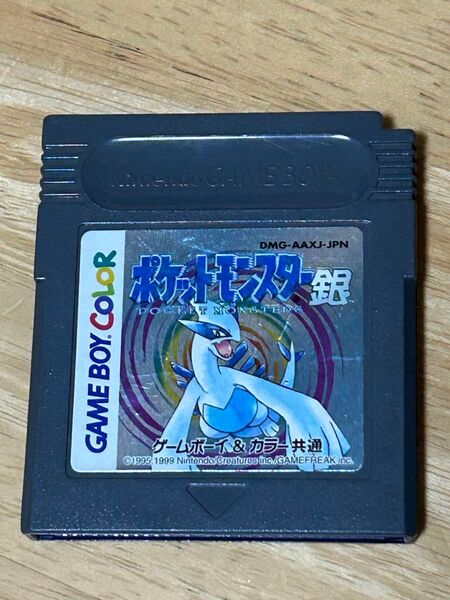 Nintendo GAME BOY
DMG-AAXJ-JPN
ポケットモンスター銀
POCKET MONSTERS
GAME BOY COLOR
ゲームボーイ&カラー共通
©1995 1999 Nintendo/Creatures inc./GAMEFREAK inc.